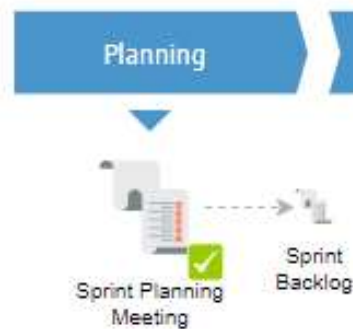 Planning
Sprint Planning
Meeting
Sprint
Backlog